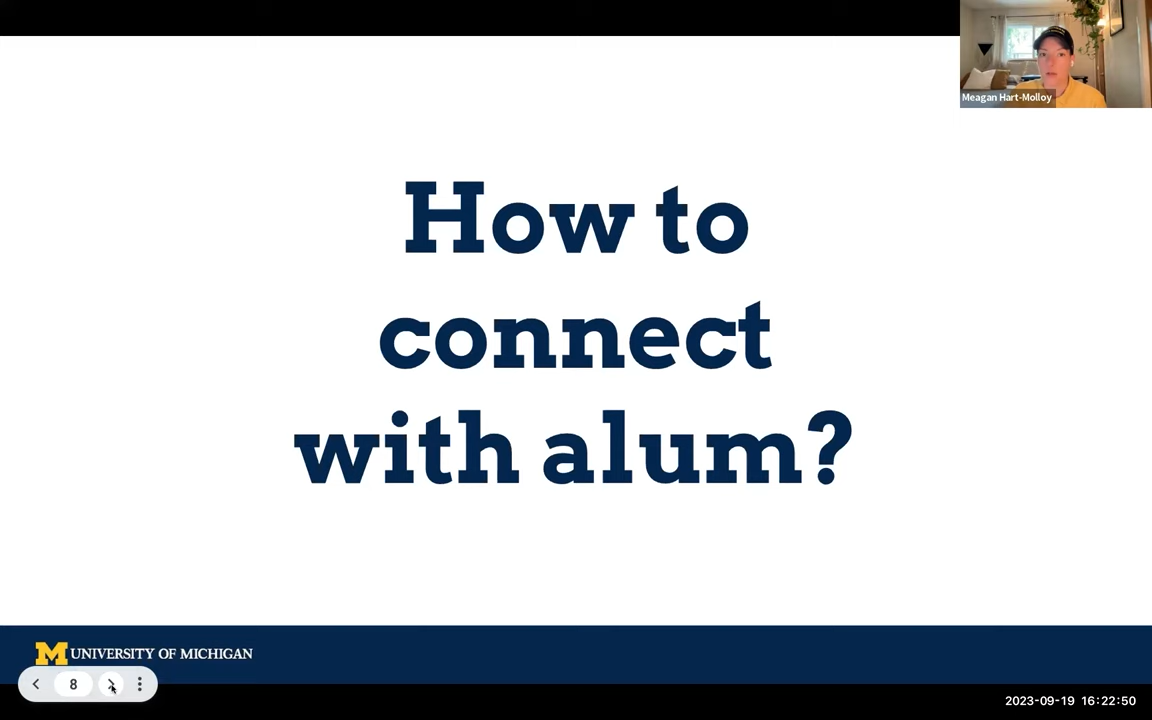 Meagan Hart-Molloy
How to
connect
with alum?
M UNIVERSITY OF MICHIGAN
8
2023-09-19 16:22:50